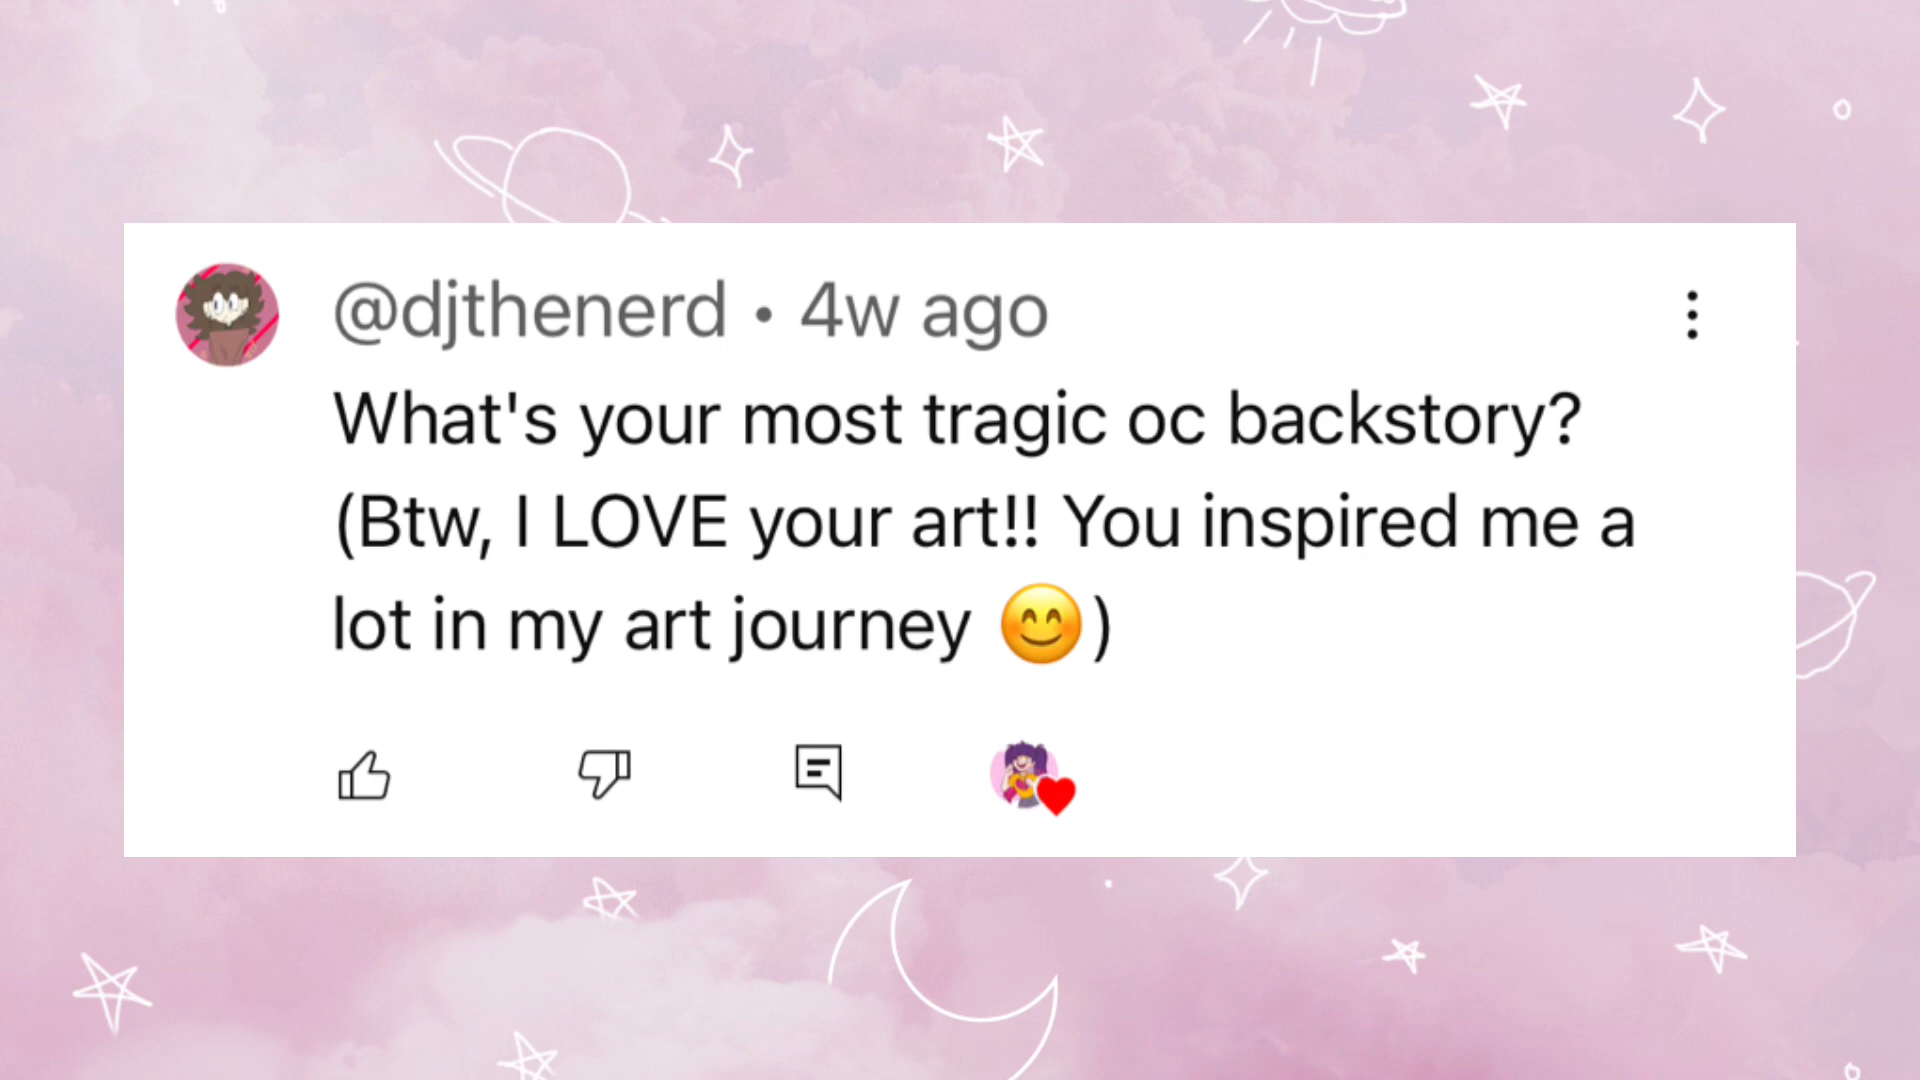 @djthenerd • 4w ago
What's your most tragic oc backstory?
(Btw, I LOVE your art!! You inspired me a
lot in my art journey 😊)